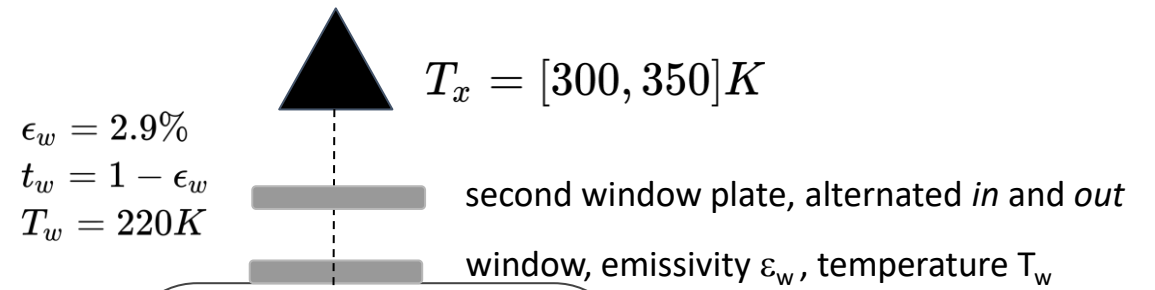 T_x = [300, 350]K
ϵ_w = 2.9%
t_w = 1 − ϵ_w
T_w = 220K
second window plate, alternated in and out
window, emissivity ε_w, temperature T_w